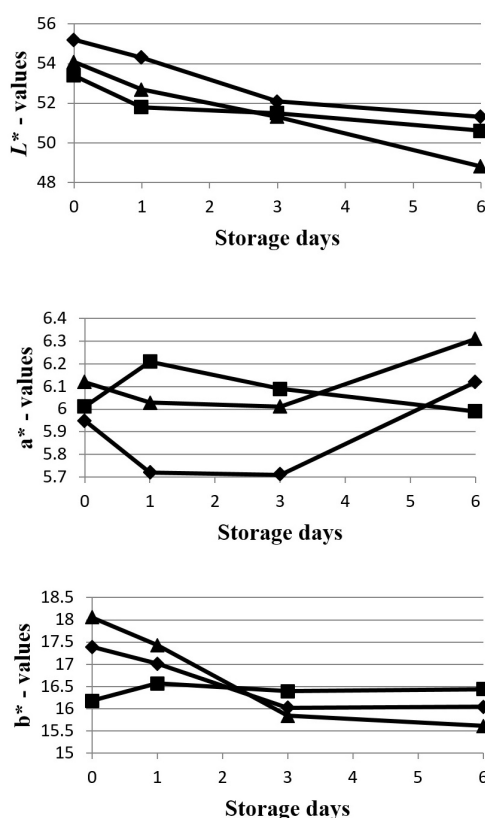 56
54
52
50
48
L* - values
0 1 2 3 4 5 6
Storage days
6.4
6.3
6.2
6.1
6
5.9
5.8
5.7
a* - values
0 1 2 3 4 5 6
Storage days
18.5
18
17.5
17
16.5
16
15.5
15
b* - values
0 1 2 3 4 5 6
Storage days